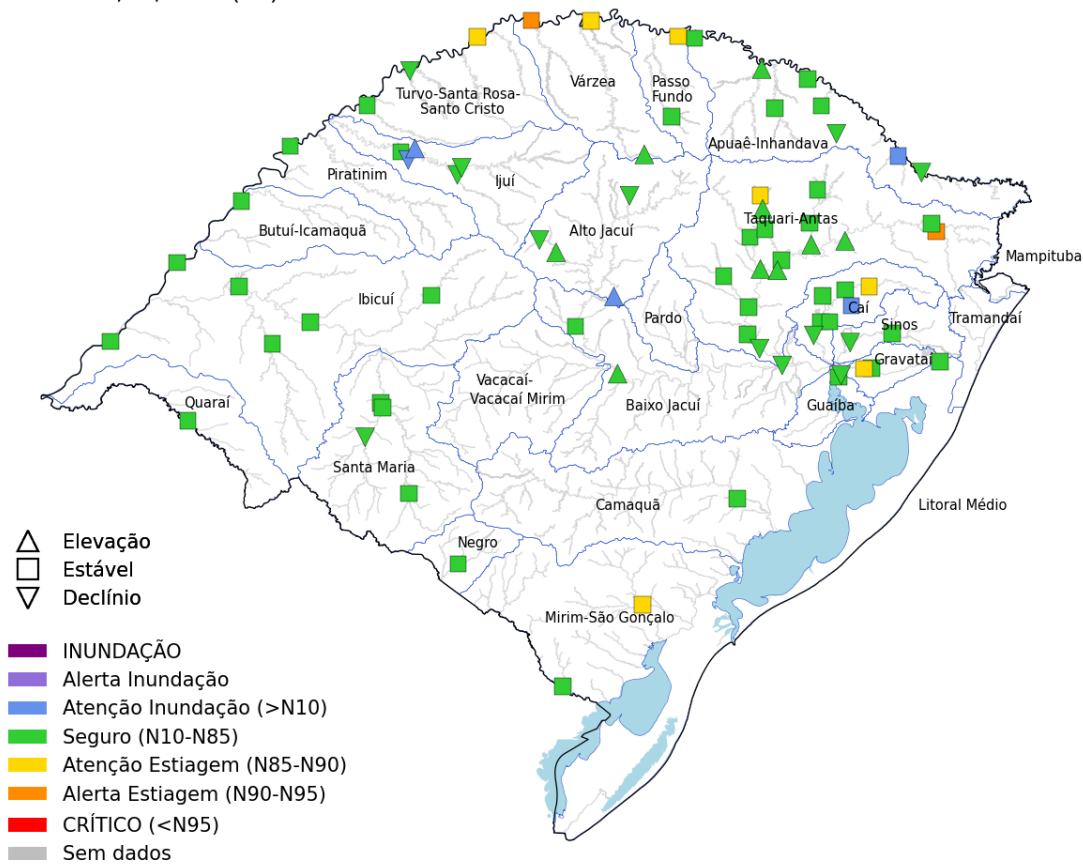 Várzea
Passo
Fundo
Turvo-Santa Rosa-
Santo Cristo
Apuaê-Inhandava
Piratinim
Ijuí
Taquari-Antas
Butuí-Icamaquã
Alto Jacuí
Mampituba
Ibicuí
Caí
Pardo
Sinos
Tramandaí
Gravataí
Vacacaí-
Vacacaí Mirim
Quaraí
Baixo Jacuí
Guaíba
Santa Maria
Camaquã
Litoral Médio
Negro
Mirim-São Gonçalo
Elevação
Estável
Declínio
INUNDAÇÃO
Alerta Inundação
Atenção Inundação (>N10)
Seguro (N10-N85)
Atenção Estiagem (N85-N90)
Alerta Estiagem (N90-N95)
CRÍTICO (<N95)
Sem dados